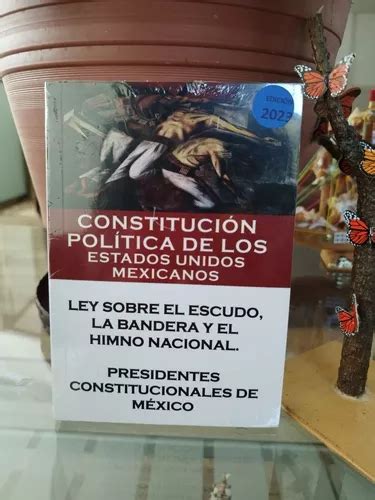 EDICIÓN
2023
CONSTITUCIÓN
POLÍTICA DE LOS
ESTADOS UNIDOS
MEXICANOS
LEY SOBRE EL ESCUDO,
LA BANDERA Y EL
HIMNO NACIONAL.
PRESIDENTES
CONSTITUCIONALES DE
MÉXICO